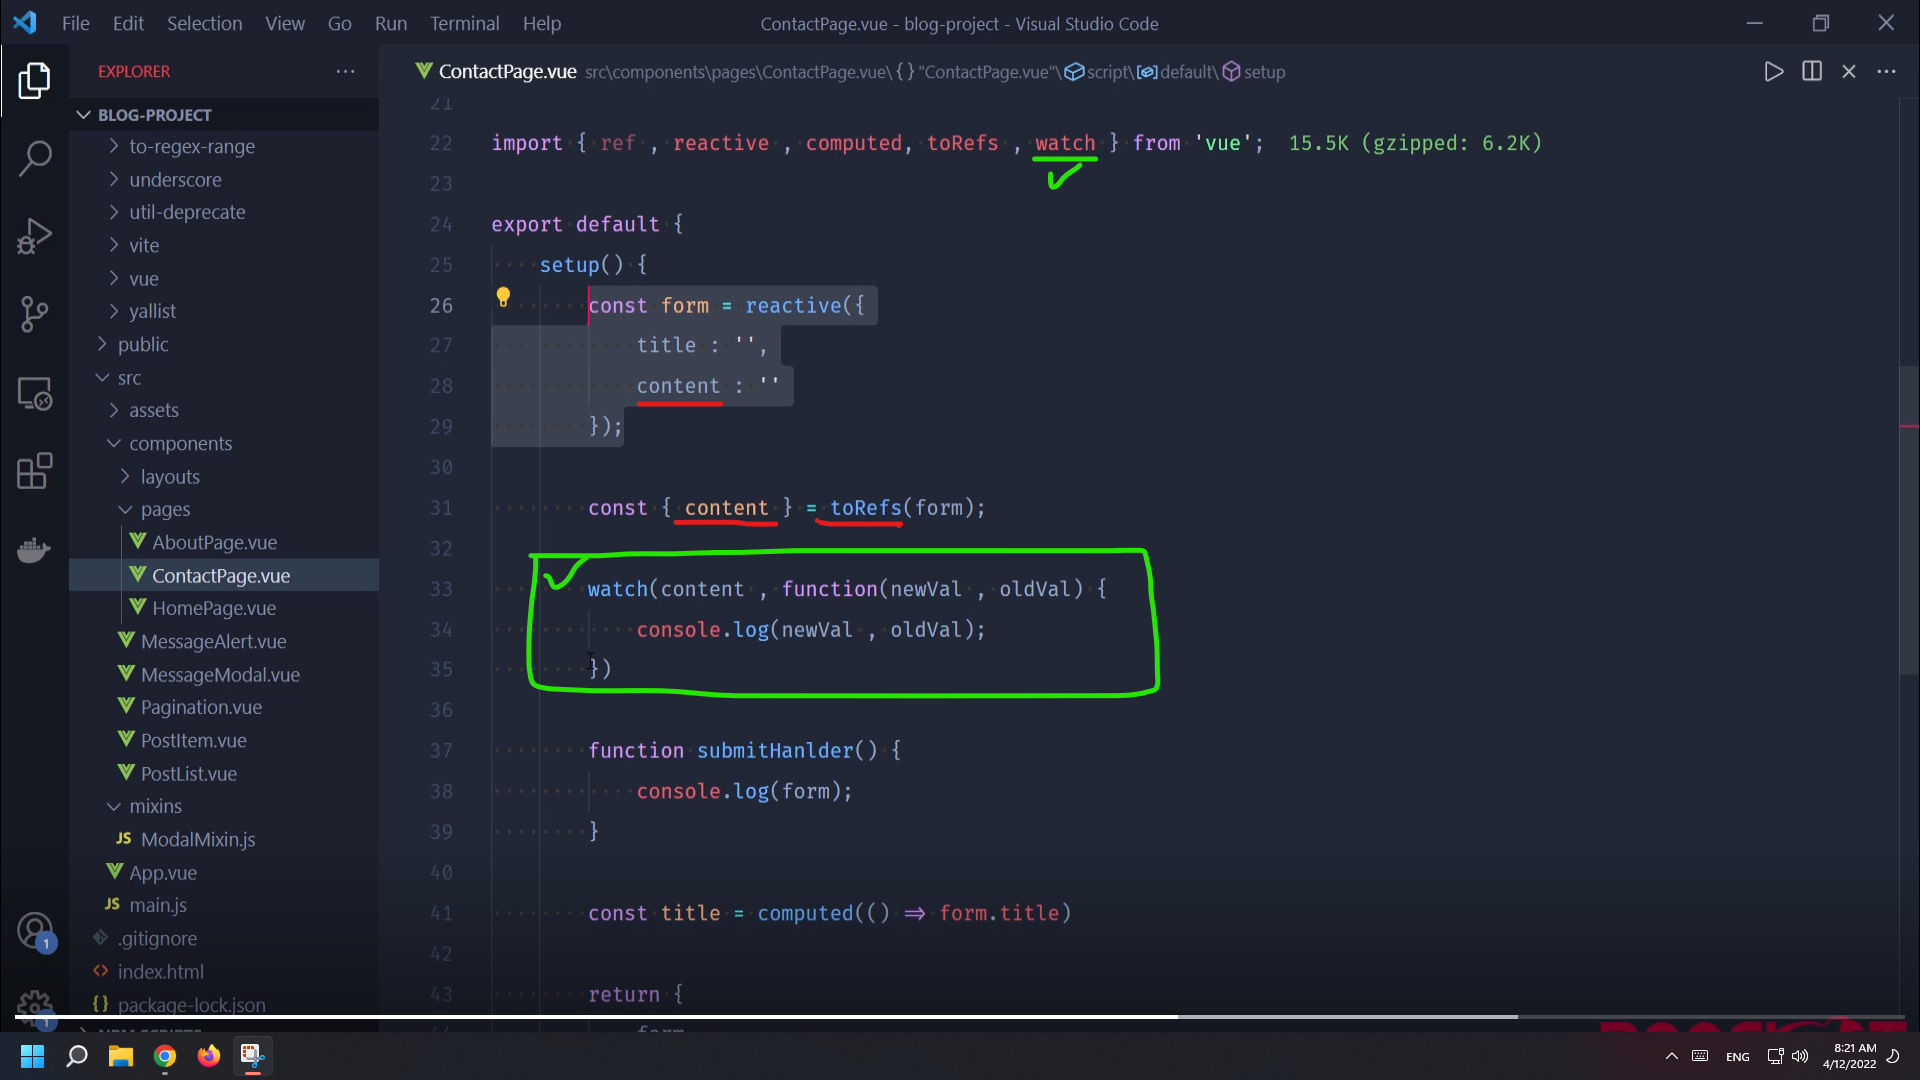 File Edit Selection View Go Run Terminal Help
ContactPage.vue - blog-project - Visual Studio Code
EXPLORER ···
ContactPage.vue src\components\pages\ContactPage.vue\ {} "ContactPage.vue"\ script\ default\ setup
BLOG-PROJECT
to-regex-range
underscore
util-deprecate
vite
vue
yallist
public
src
assets
components
layouts
pages
AboutPage.vue
ContactPage.vue
HomePage.vue
MessageAlert.vue
MessageModal.vue
Pagination.vue
PostItem.vue
PostList.vue
mixins
JS ModalMixin.js
App.vue
JS main.js
.gitignore
<> index.html
{} package-lock.json
NPM SCRIPTS
1
1
21
22 import { ref , reactive , computed, toRefs , watch } from 'vue'; 15.5K (gzipped: 6.2K)
23
24 export default {
25 setup() {
26 const form = reactive({
27 title : '',
28 content : ''
29 });
30
31 const { content } = toRefs(form);
32
33 watch(content , function(newVal , oldVal) {
34 console.log(newVal , oldVal);
35 })
36
37 function submitHanlder() {
38 console.log(form);
39 }
40
41 const title = computed(() => form.title)
42
43 return {
44 form
ENG
8:21 AM
4/12/2022